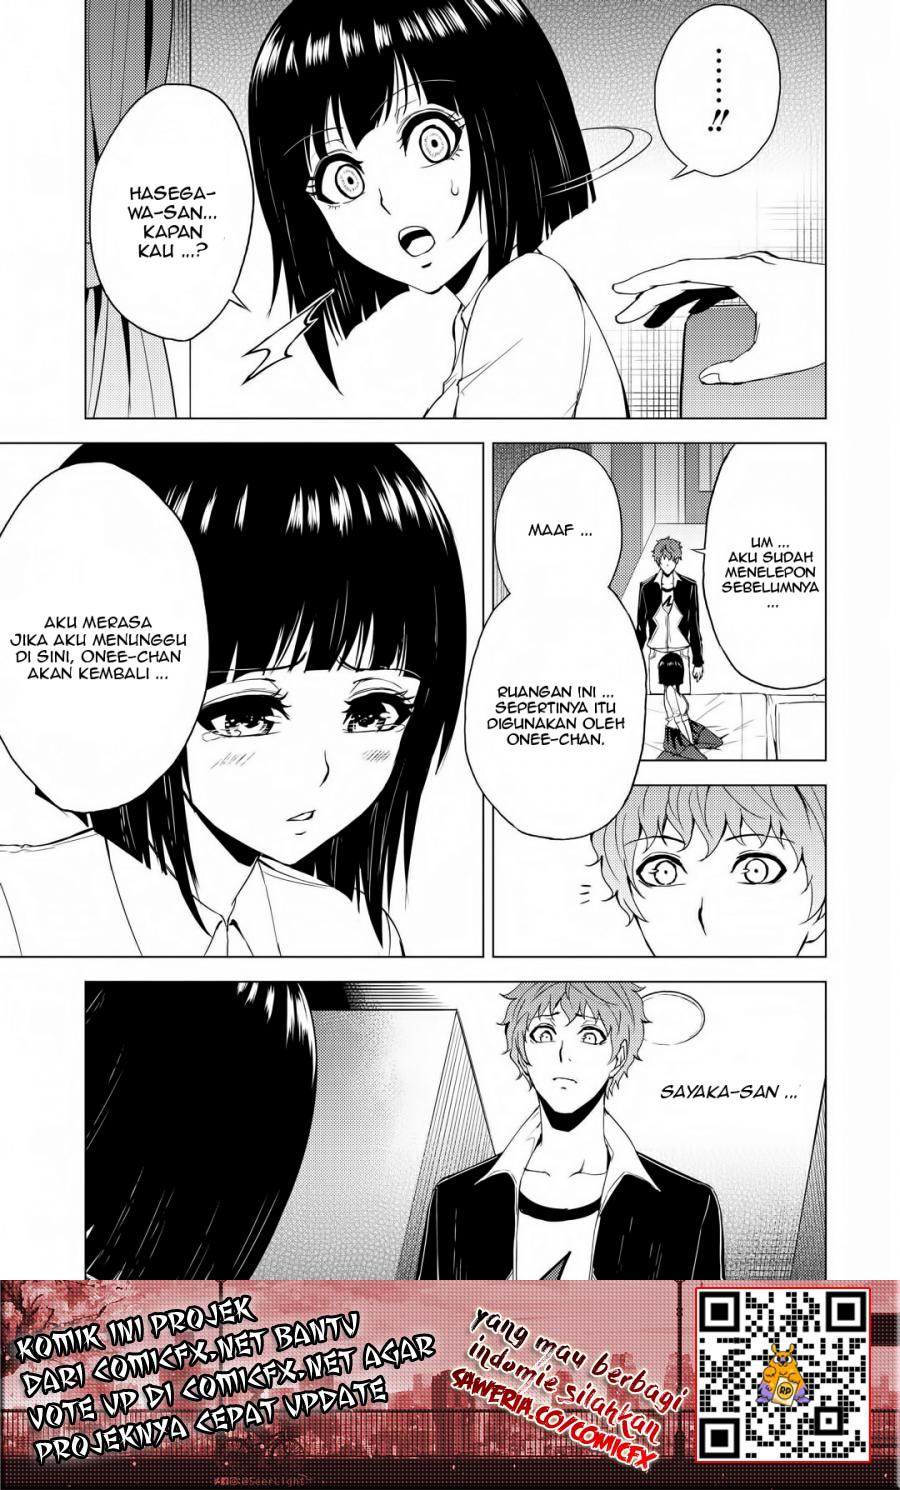 ......!!
HASEGA-
WA-SAN...
KAPAN
KAU ...?
UM ...
AKU SUDAH
MENELEPON
SEBELUMNYA
...
MAAF ...
RUANGAN INI ...
SEPERTINYA ITU
DIGUNAKAN OLEH
ONEE-CHAN.
AKU MERASA
JIKA AKU MENUNGGU
DI SINI, ONEE-CHAN
AKAN KEMBALI ...
SAYAKA-SAN ...
KOMIK INI PROJEK
DARI COMICFX.NET BANTU
VOTE UP DI COMICFX.NET AGAR
PROJEKNYA CEPAT UPDATE
yang mau berbagi
indomie silahkan
SAWERIA.CO/COMICFX
RP
@SeerLight